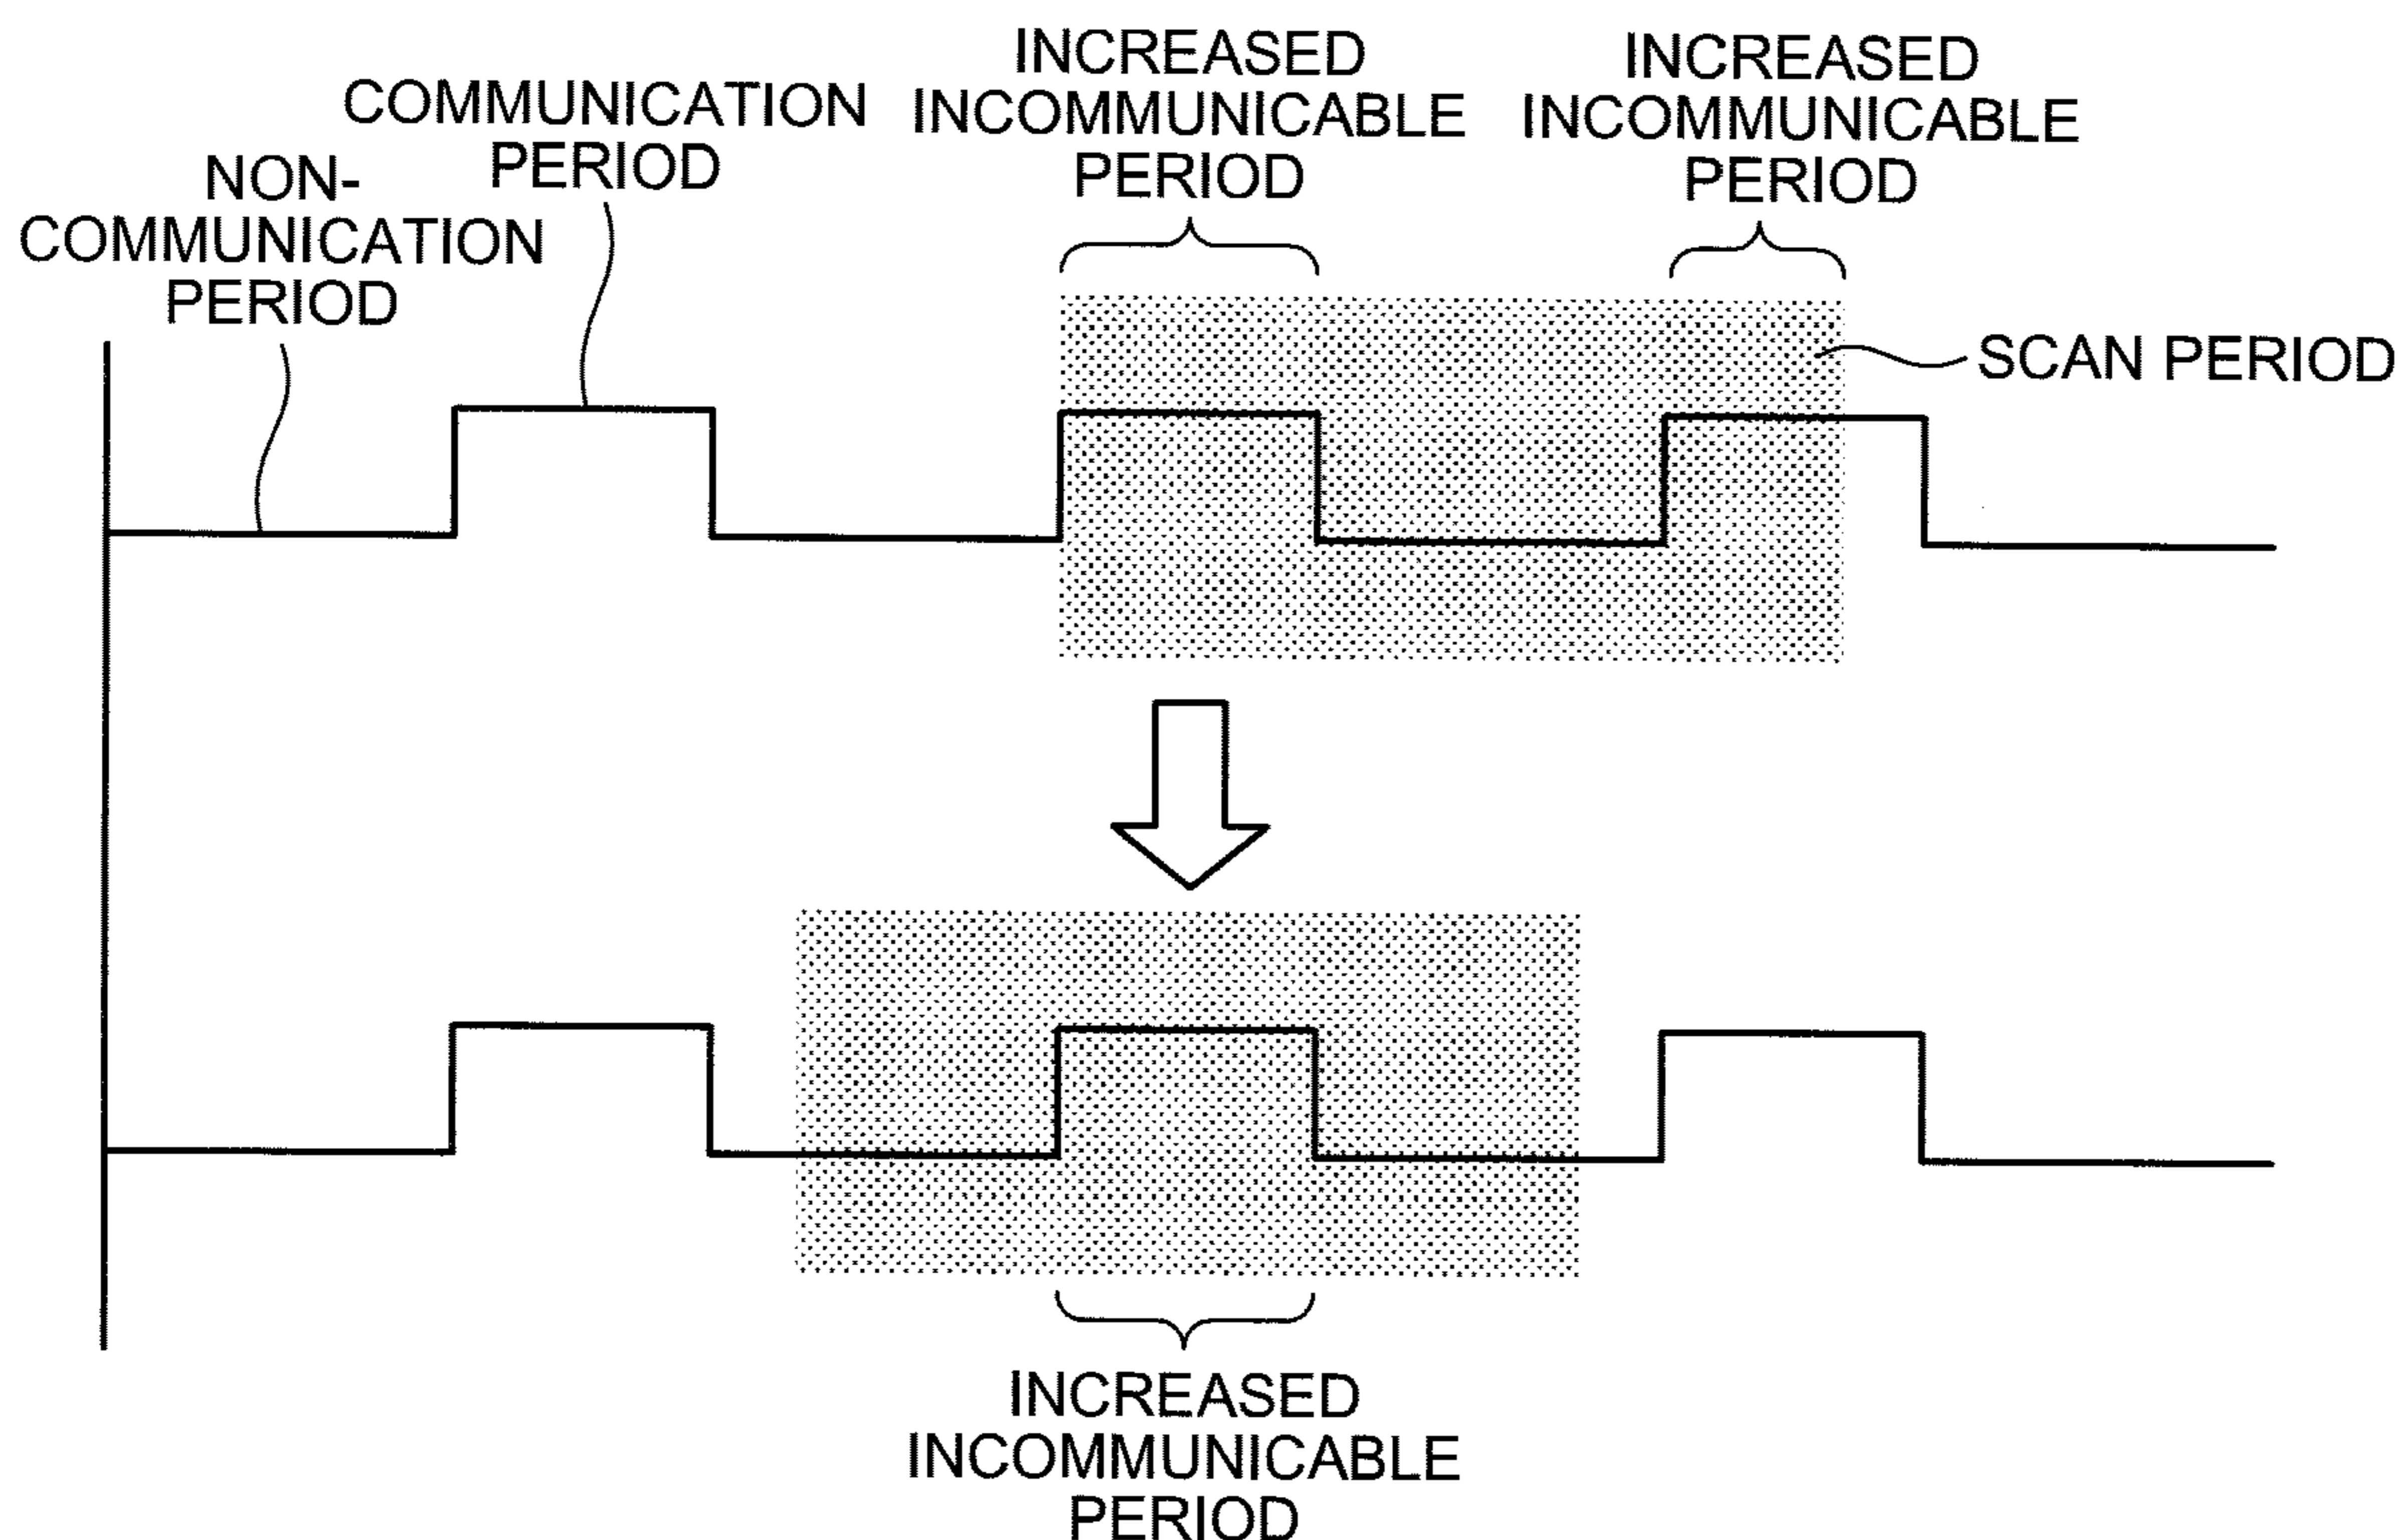 NON-
COMMUNICATION
PERIOD
COMMUNICATION
PERIOD
INCREASED
INCOMMUNICABLE
PERIOD
INCREASED
INCOMMUNICABLE
PERIOD
SCAN PERIOD
INCREASED
INCOMMUNICABLE
PERIOD